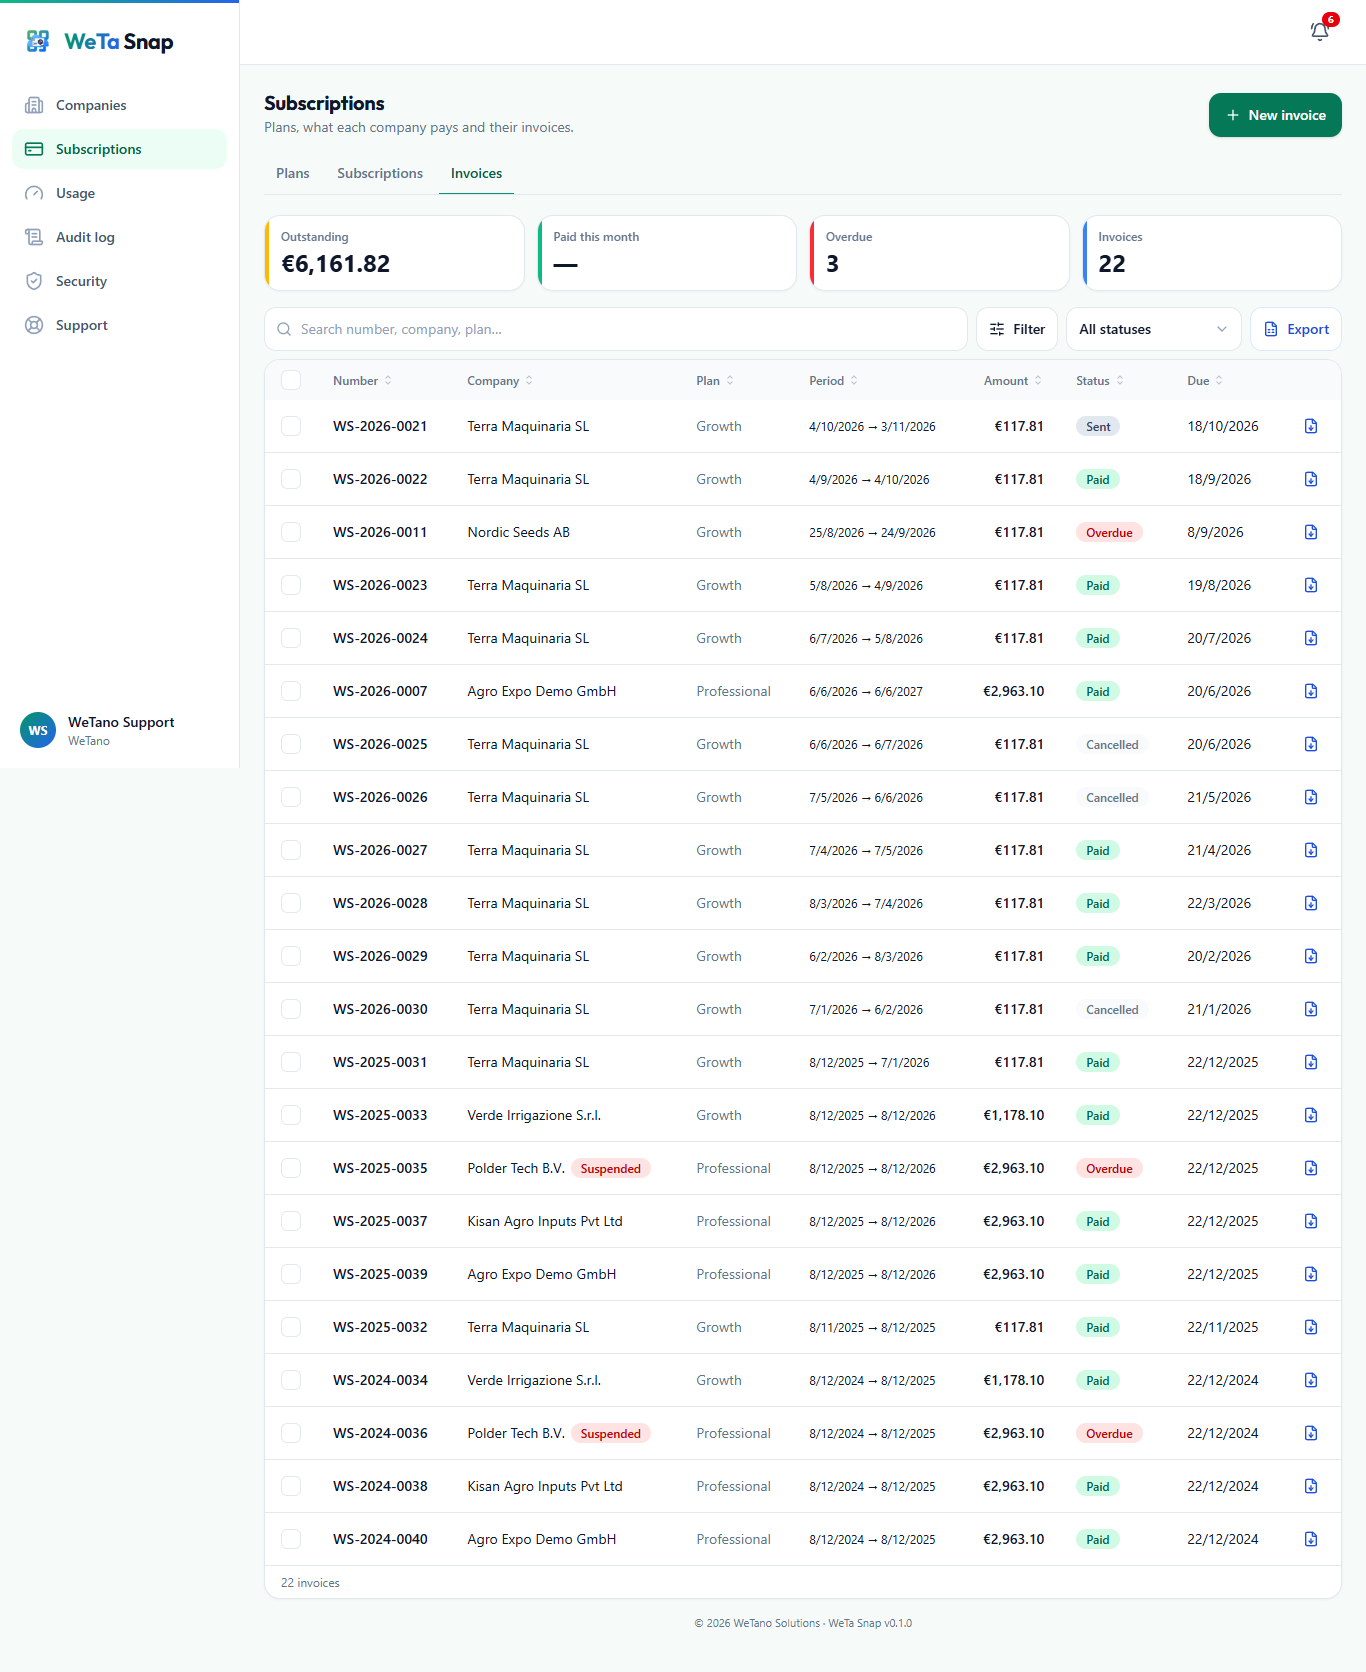 WeTa Snap
6
Companies
Subscriptions
Usage
Audit log
Security
Support
WS
WeTano Support
WeTano
Subscriptions
Plans, what each company pays and their invoices.
+ New invoice
Plans Subscriptions Invoices
Outstanding
€6,161.82
Paid this month
—
Overdue
3
Invoices
22
Search number, company, plan... Filter All statuses Export
Number Company Plan Period Amount Status Due
WS-2026-0021 Terra Maquinaria SL Growth 4/10/2026 → 3/11/2026 €117.81 Sent 18/10/2026
WS-2026-0022 Terra Maquinaria SL Growth 4/9/2026 → 4/10/2026 €117.81 Paid 18/9/2026
WS-2026-0011 Nordic Seeds AB Growth 25/8/2026 → 24/9/2026 €117.81 Overdue 8/9/2026
WS-2026-0023 Terra Maquinaria SL Growth 5/8/2026 → 4/9/2026 €117.81 Paid 19/8/2026
WS-2026-0024 Terra Maquinaria SL Growth 6/7/2026 → 5/8/2026 €117.81 Paid 20/7/2026
WS-2026-0007 Agro Expo Demo GmbH Professional 6/6/2026 → 6/6/2027 €2,963.10 Paid 20/6/2026
WS-2026-0025 Terra Maquinaria SL Growth 6/6/2026 → 6/7/2026 €117.81 Cancelled 20/6/2026
WS-2026-0026 Terra Maquinaria SL Growth 7/5/2026 → 6/6/2026 €117.81 Cancelled 21/5/2026
WS-2026-0027 Terra Maquinaria SL Growth 7/4/2026 → 7/5/2026 €117.81 Paid 21/4/2026
WS-2026-0028 Terra Maquinaria SL Growth 8/3/2026 → 7/4/2026 €117.81 Paid 22/3/2026
WS-2026-0029 Terra Maquinaria SL Growth 6/2/2026 → 8/3/2026 €117.81 Paid 20/2/2026
WS-2026-0030 Terra Maquinaria SL Growth 7/1/2026 → 6/2/2026 €117.81 Cancelled 21/1/2026
WS-2025-0031 Terra Maquinaria SL Growth 8/12/2025 → 7/1/2026 €117.81 Paid 22/12/2025
WS-2025-0033 Verde Irrigazione S.r.l. Growth 8/12/2025 → 8/12/2026 €1,178.10 Paid 22/12/2025
WS-2025-0035 Polder Tech B.V. Suspended Professional 8/12/2025 → 8/12/2026 €2,963.10 Overdue 22/12/2025
WS-2025-0037 Kisan Agro Inputs Pvt Ltd Professional 8/12/2025 → 8/12/2026 €2,963.10 Paid 22/12/2025
WS-2025-0039 Agro Expo Demo GmbH Professional 8/12/2025 → 8/12/2026 €2,963.10 Paid 22/12/2025
WS-2025-0032 Terra Maquinaria SL Growth 8/11/2025 → 8/12/2025 €117.81 Paid 22/11/2025
WS-2024-0034 Verde Irrigazione S.r.l. Growth 8/12/2024 → 8/12/2025 €1,178.10 Paid 22/12/2024
WS-2024-0036 Polder Tech B.V. Suspended Professional 8/12/2024 → 8/12/2025 €2,963.10 Overdue 22/12/2024
WS-2024-0038 Kisan Agro Inputs Pvt Ltd Professional 8/12/2024 → 8/12/2025 €2,963.10 Paid 22/12/2024
WS-2024-0040 Agro Expo Demo GmbH Professional 8/12/2024 → 8/12/2025 €2,963.10 Paid 22/12/2024
22 invoices
© 2026 WeTano Solutions · WeTa Snap v0.1.0